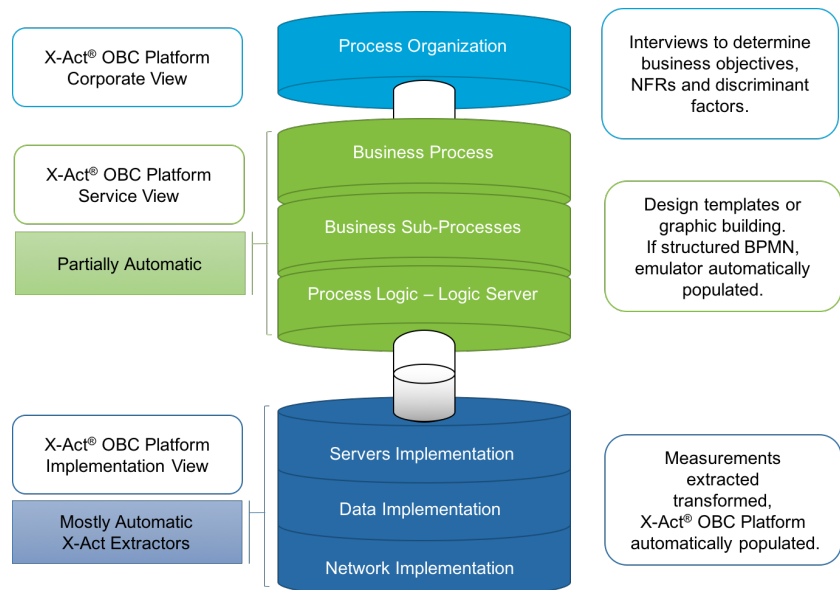 X-Act® OBC Platform
Corporate View
Process Organization
Interviews to determine
business objectives,
NFRs and discriminant
factors.
X-Act® OBC Platform
Service View
Partially Automatic
Business Process
Business Sub-Processes
Process Logic – Logic Server
Design templates or
graphic building.
If structured BPMN,
emulator automatically
populated.
X-Act® OBC Platform
Implementation View
Mostly Automatic
X-Act Extractors
Servers Implementation
Data Implementation
Network Implementation
Measurements
extracted
transformed,
X-Act® OBC Platform
automatically populated.